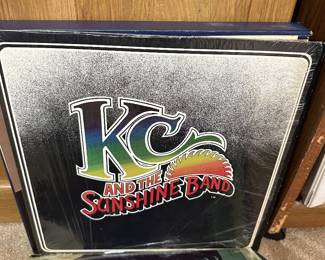 KC
AND THE
SUNSHINE BAND